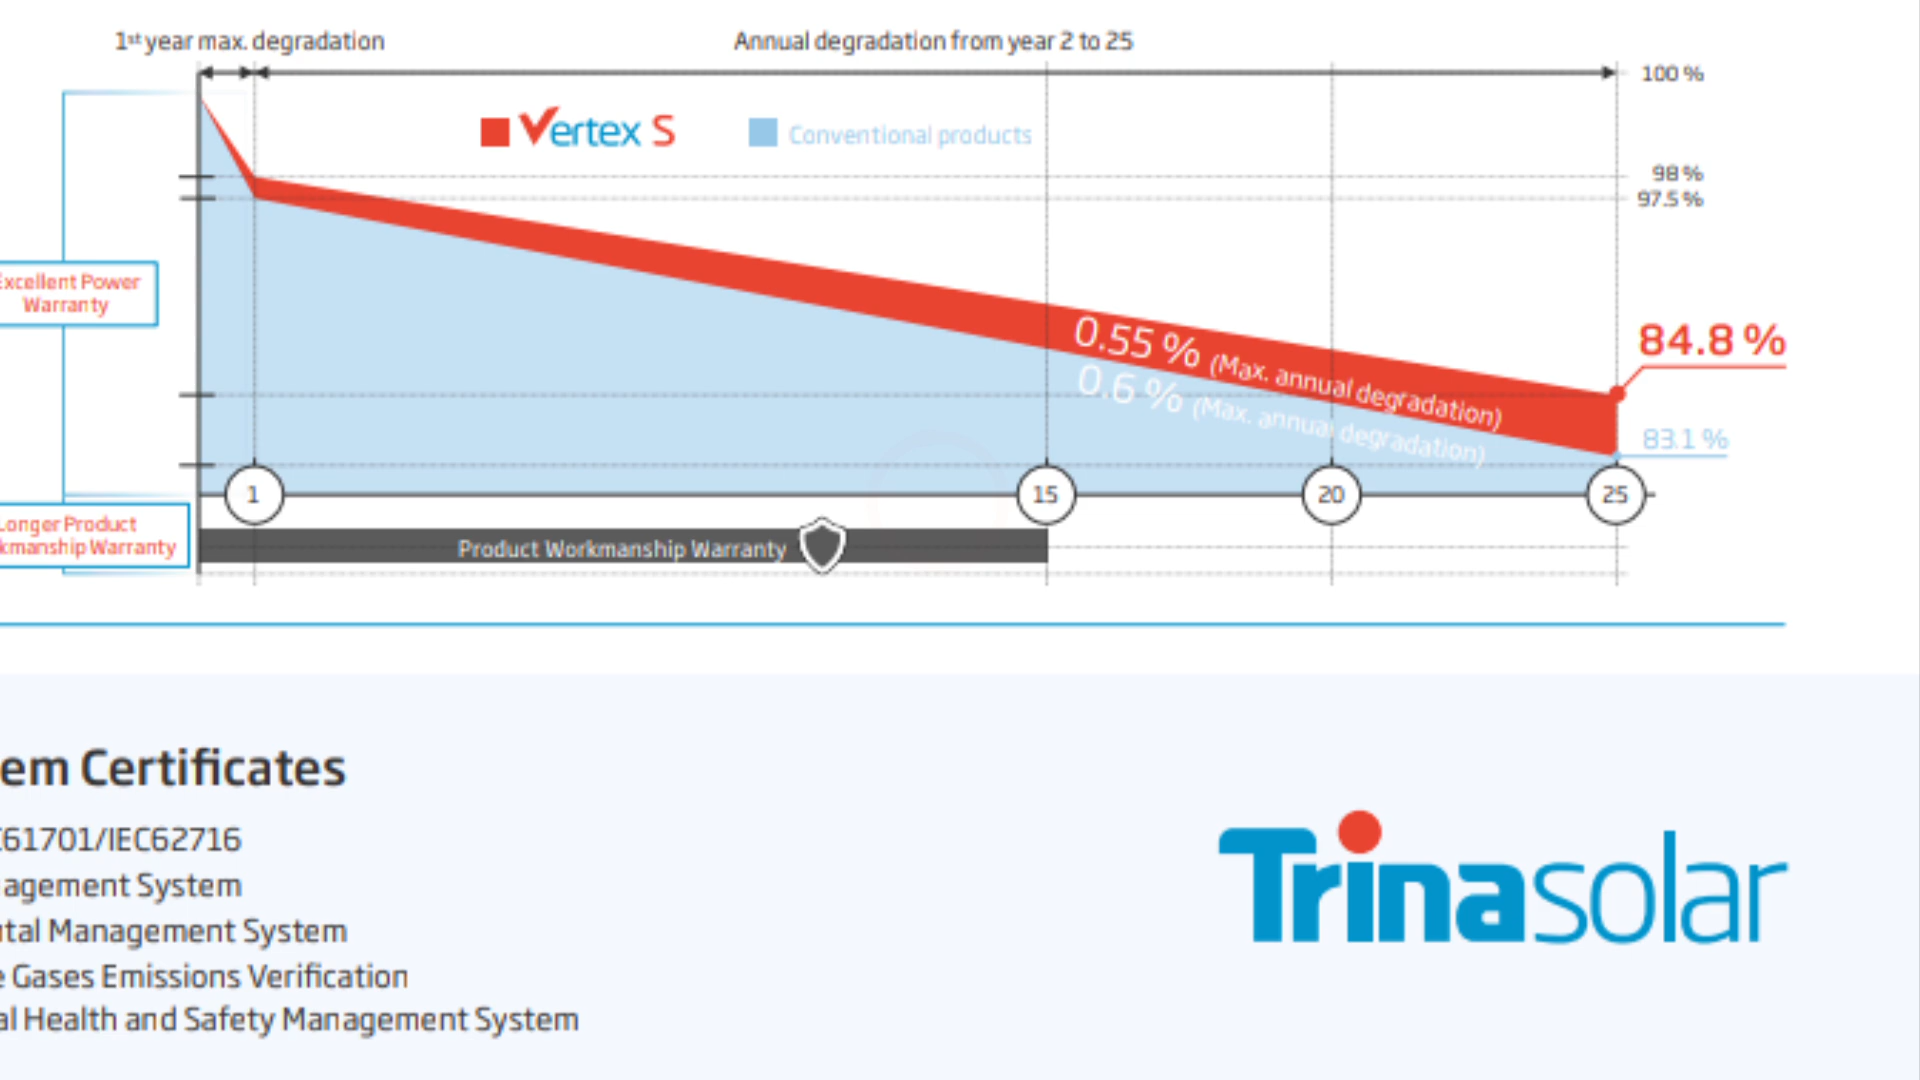 1st year max. degradation
Annual degradation from year 2 to 25
100 %
Vertex S
Conventional products
98 %
97.5 %
Excellent Power
Warranty
0.55 % (Max. annual degradation)
84.8 %
0.6 % (Max. annual degradation)
83.1 %
1
15
20
25
Longer Product
kmanship Warranty
Product Workmanship Warranty
em Certificates
C61701/IEC62716
agement System
ntal Management System
e Gases Emissions Verification
al Health and Safety Management System
Trinasolar